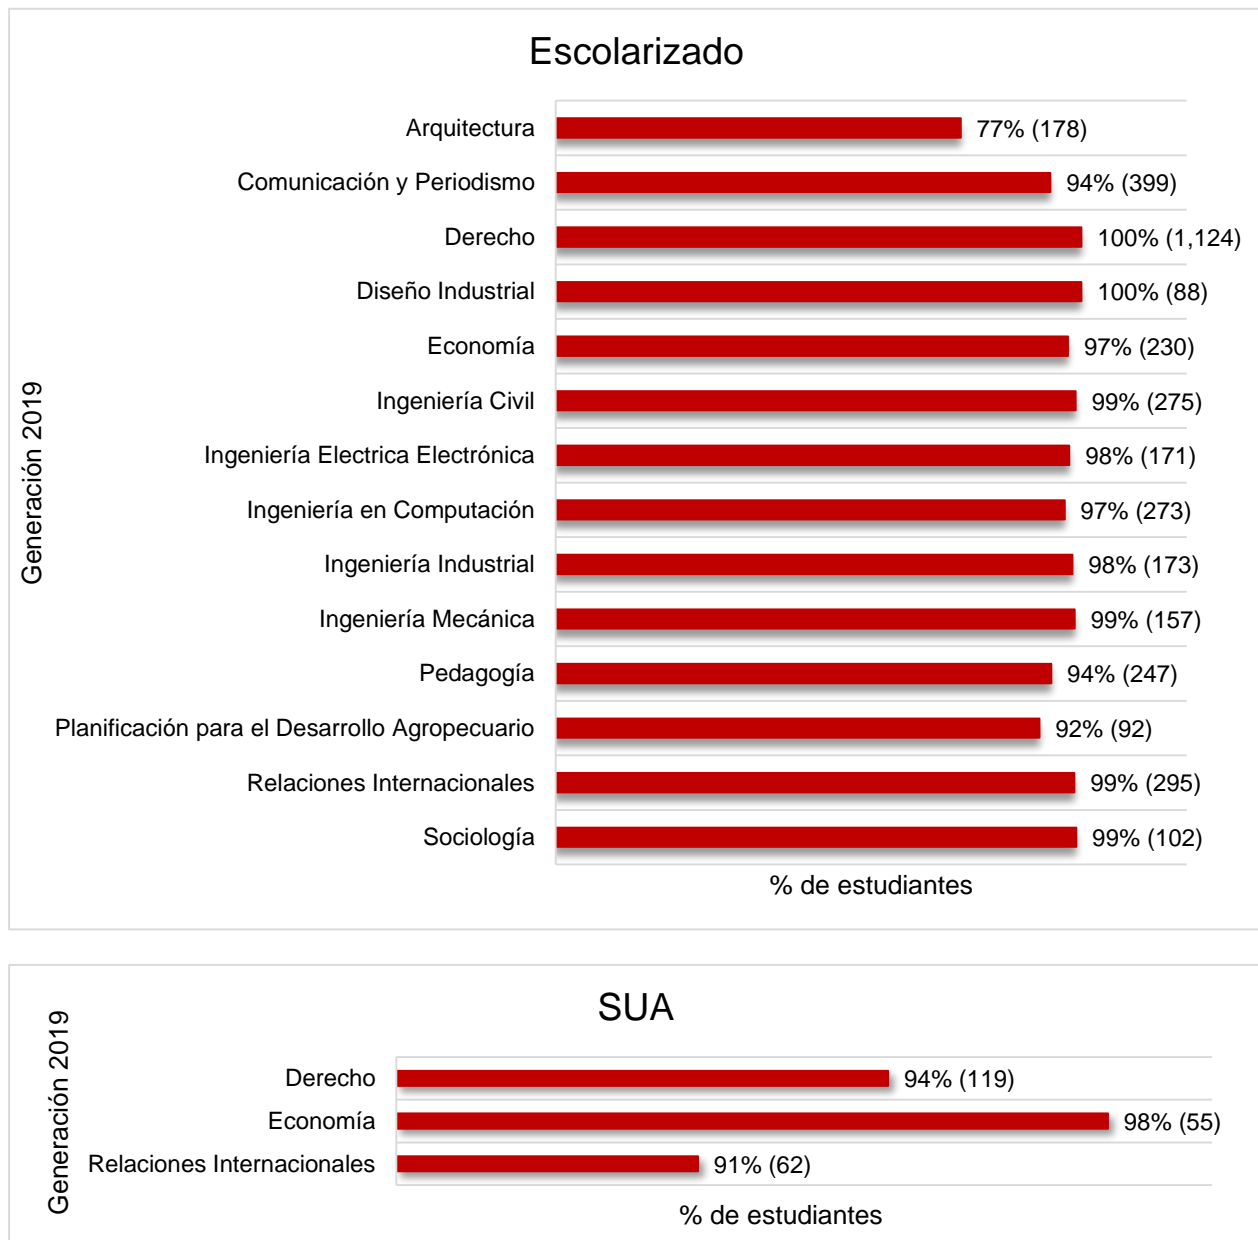 Escolarizado
Generación 2019
Arquitectura 77% (178)
Comunicación y Periodismo 94% (399)
Derecho 100% (1,124)
Diseño Industrial 100% (88)
Economía 97% (230)
Ingeniería Civil 99% (275)
Ingeniería Electrica Electrónica 98% (171)
Ingeniería en Computación 97% (273)
Ingeniería Industrial 98% (173)
Ingeniería Mecánica 99% (157)
Pedagogía 94% (247)
Planificación para el Desarrollo Agropecuario 92% (92)
Relaciones Internacionales 99% (295)
Sociología 99% (102)
% de estudiantes
SUA
Generación 2019
Derecho 94% (119)
Economía 98% (55)
Relaciones Internacionales 91% (62)
% de estudiantes